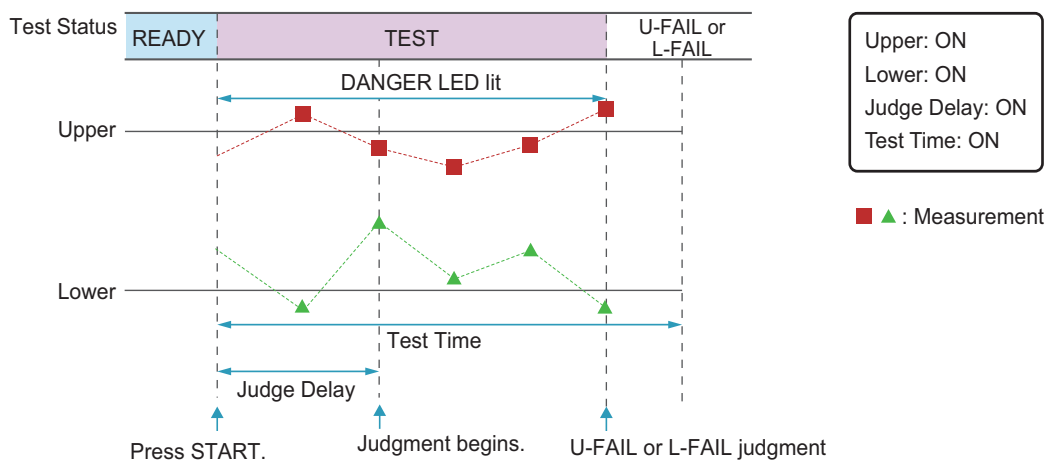 Test Status
READY
TEST
U-FAIL or
L-FAIL
DANGER LED lit
Upper
Lower
Test Time
Judge Delay
Press START.
Judgment begins.
U-FAIL or L-FAIL judgment
Upper: ON
Lower: ON
Judge Delay: ON
Test Time: ON
: Measurement